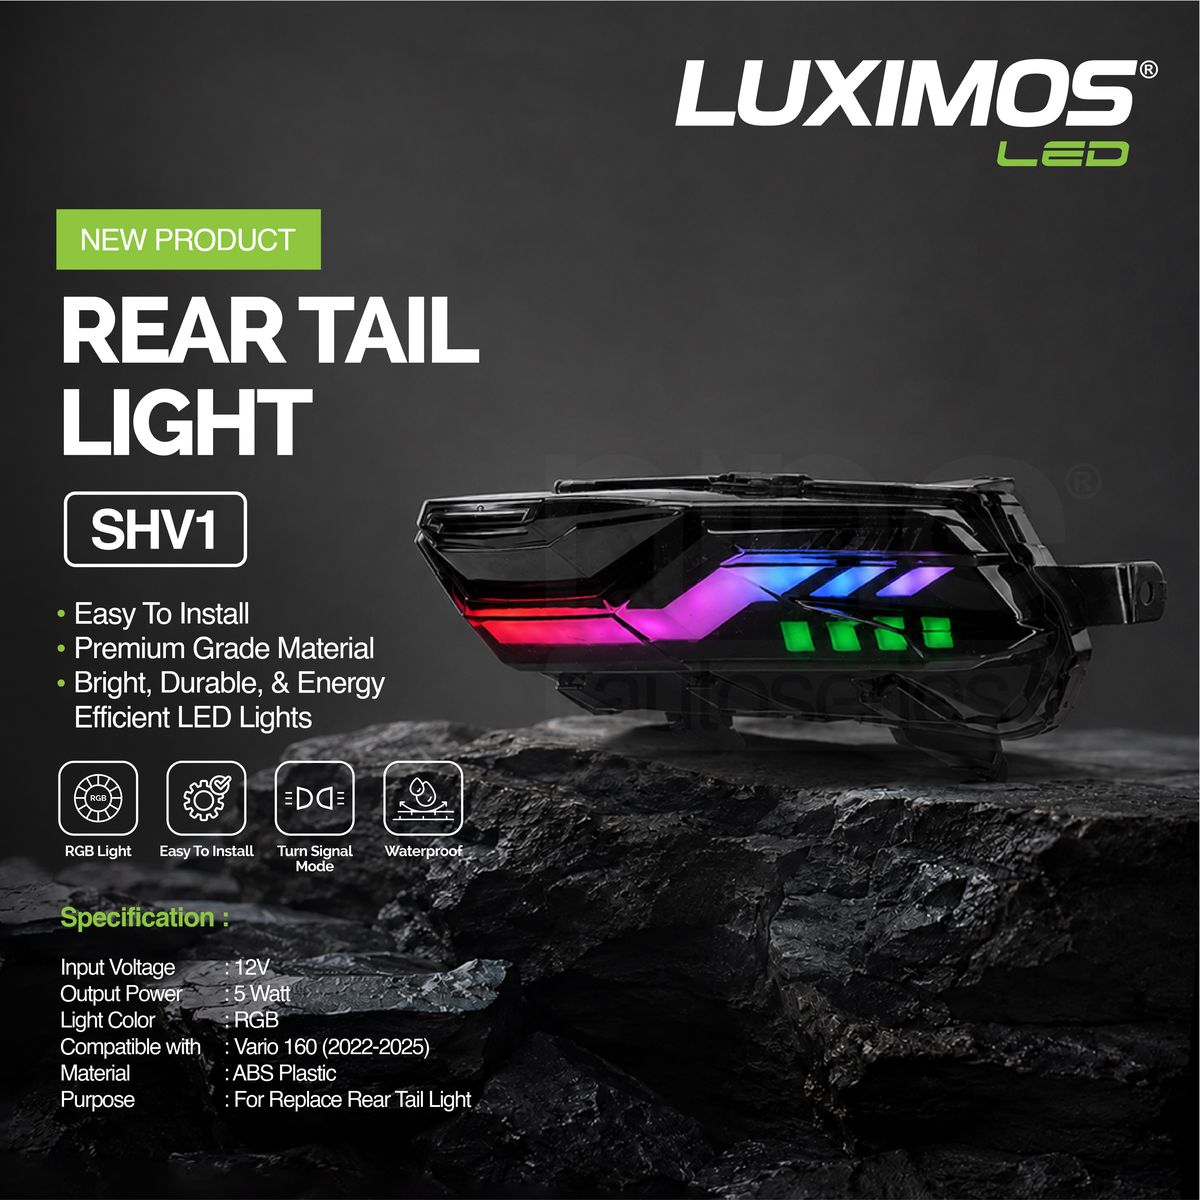 LUXIMOS®
LED
NEW PRODUCT
REAR TAIL
LIGHT
SHV1
• Easy To Install
• Premium Grade Material
• Bright, Durable, & Energy
Efficient LED Lights
®
autoseries
RGB
RGB Light
Easy To Install
Turn Signal
Mode
Waterproof
Specification :
Input Voltage : 12V
Output Power : 5 Watt
Light Color : RGB
Compatible with : Vario 160 (2022-2025)
Material : ABS Plastic
Purpose : For Replace Rear Tail Light